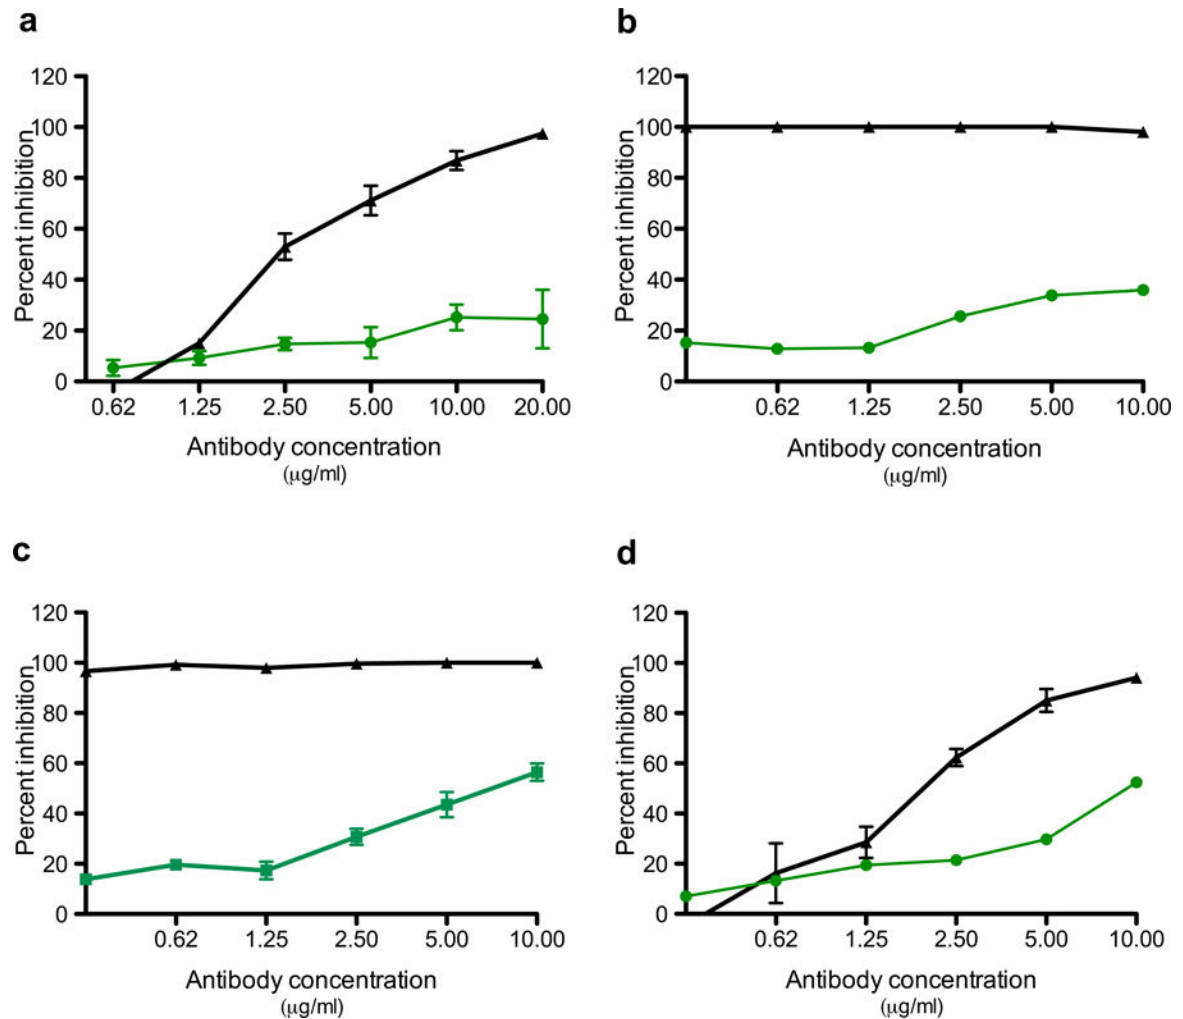 a
120
100
80
60
40
20
0
Percent inhibition
0.62 1.25 2.50 5.00 10.00 20.00
Antibody concentration
(μg/ml)
b
120
100
80
60
40
20
0
Percent inhibition
0.62 1.25 2.50 5.00 10.00
Antibody concentration
(μg/ml)
c
120
100
80
60
40
20
0
Percent inhibition
0.62 1.25 2.50 5.00 10.00
Antibody concentration
(μg/ml)
d
120
100
80
60
40
20
0
Percent inhibition
0.62 1.25 2.50 5.00 10.00
Antibody concentration
(μg/ml)